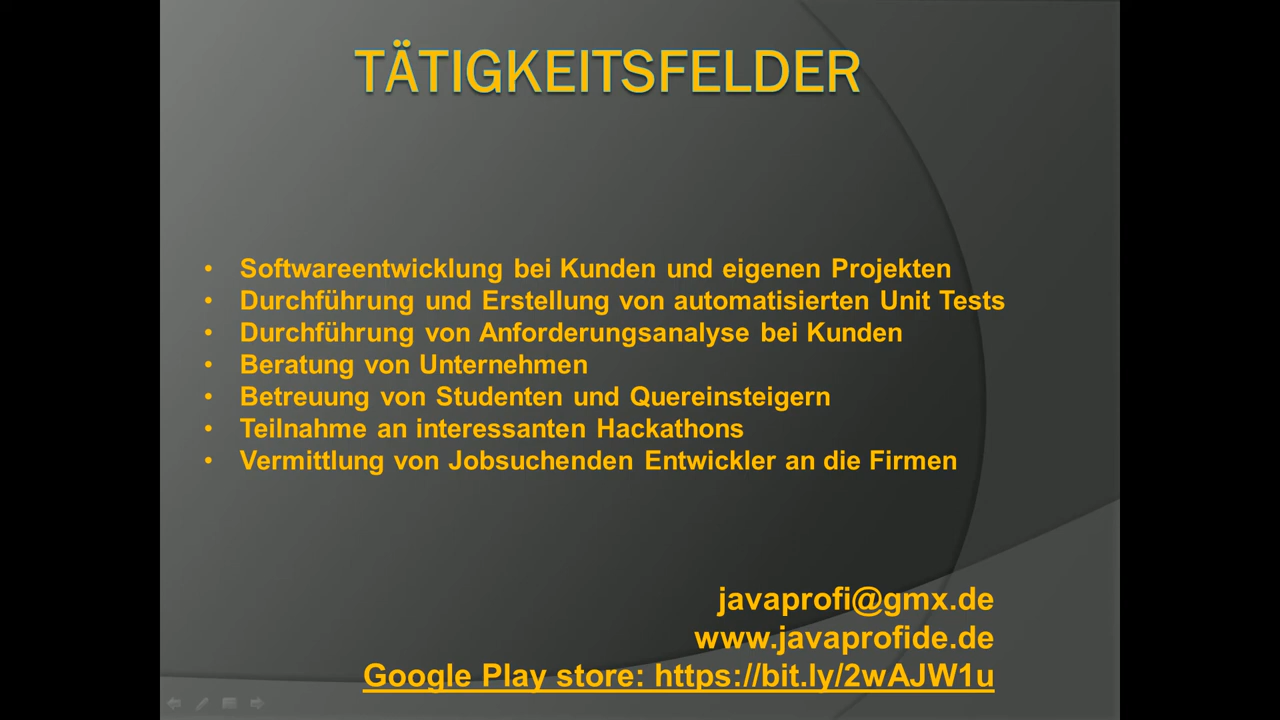 TÄTIGKEITSFELDER
• Softwareentwicklung bei Kunden und eigenen Projekten
• Durchführung und Erstellung von automatisierten Unit Tests
• Durchführung von Anforderungsanalyse bei Kunden
• Beratung von Unternehmen
• Betreuung von Studenten und Quereinsteigern
• Teilnahme an interessanten Hackathons
• Vermittlung von Jobsuchenden Entwickler an die Firmen
javaprofi@gmx.de
www.javaprofide.de
Google Play store: https://bit.ly/2wAJW1u